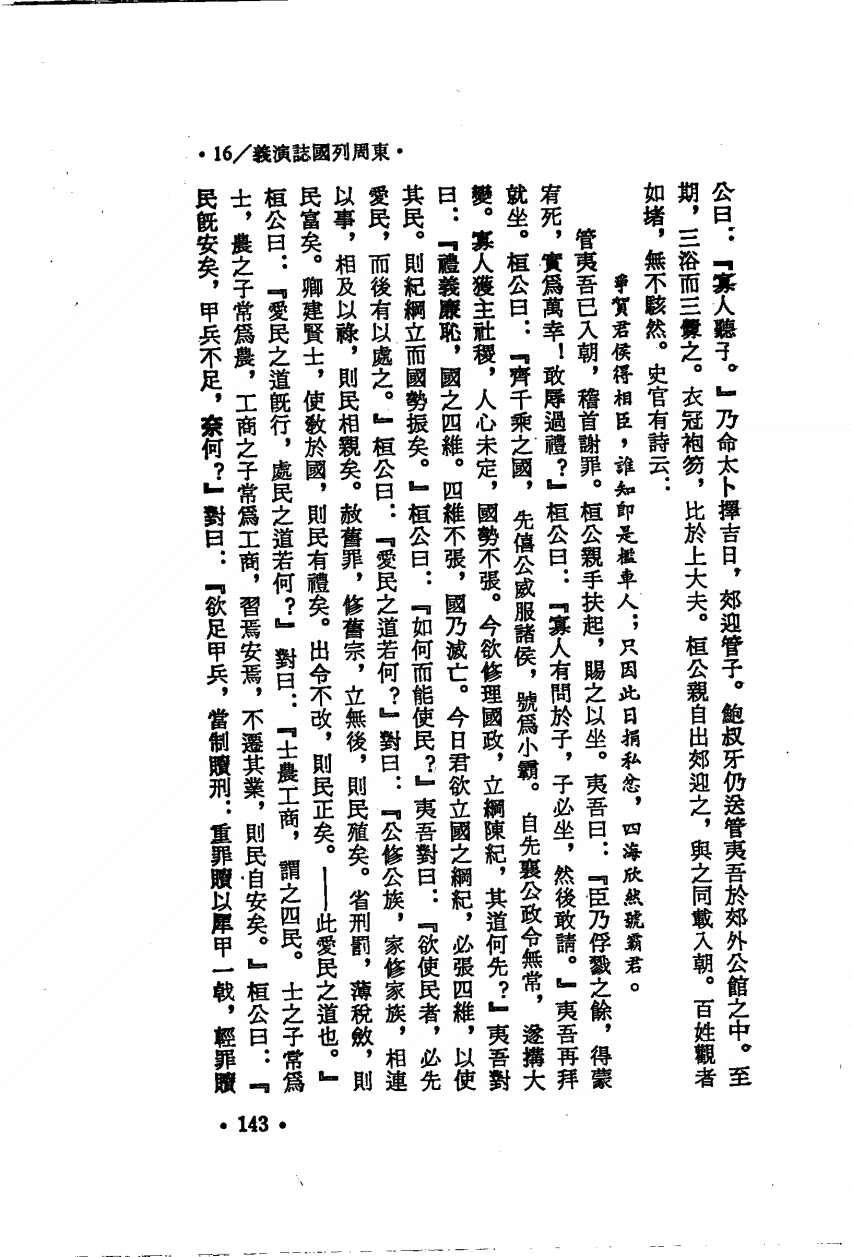 •東周列國誌演義/16•
公曰：『寡人聽子。』乃命太卜擇吉日，郊迎管子。鮑叔牙仍送管夷吾於郊外公館之中。至
期，三浴而三釁之。衣冠袍笏，比於上大夫。桓公親自出郊迎之，與之同載入朝。百姓觀者
如堵，無不駭然。史官有詩云：
爭賀君侯得相臣，誰知即是檻車人；只因此日捐私忿，四海欣然號霸君。
管夷吾已入朝，稽首謝罪。桓公親手扶起，賜之以坐。夷吾曰：『臣乃俘戮之餘，得蒙
宥死，實爲萬幸！敢辱過禮？』桓公曰：『寡人有問於子，子必坐，然後敢請。』夷吾再拜
就坐。桓公曰：『齊千乘之國，先僖公威服諸侯，號爲小霸。自先襄公政令無常，遂搆大
變。寡人獲主社稷，人心未定，國勢不張。今欲修理國政，立綱陳紀，其道何先？』夷吾對
曰：『禮義廉恥，國之四維。四維不張，國乃滅亡。今日君欲立國之綱紀，必張四維，以使
其民。則紀綱立而國勢振矣。』桓公曰：『如何而能使民？』夷吾對曰：『欲使民者，必先
愛民，而後有以處之。』桓公曰：『愛民之道若何？』對曰：『公修公族，家修家族，相連
以事，相及以祿，則民相親矣。赦舊罪，修舊宗，立無後，則民殖矣。省刑罰，薄稅斂，則
民富矣。卿建賢士，使敎於國，則民有禮矣。出令不改，則民正矣。——此愛民之道也。』
桓公曰：『愛民之道旣行，處民之道若何？』對曰：『士農工商，謂之四民。士之子常爲
士，農之子常爲農，工商之子常爲工商，習焉安焉，不遷其業，則民自安矣。』桓公曰：『
民旣安矣，甲兵不足，奈何？』對曰：『欲足甲兵，當制贖刑：重罪贖以犀甲一戟，輕罪贖
•143•